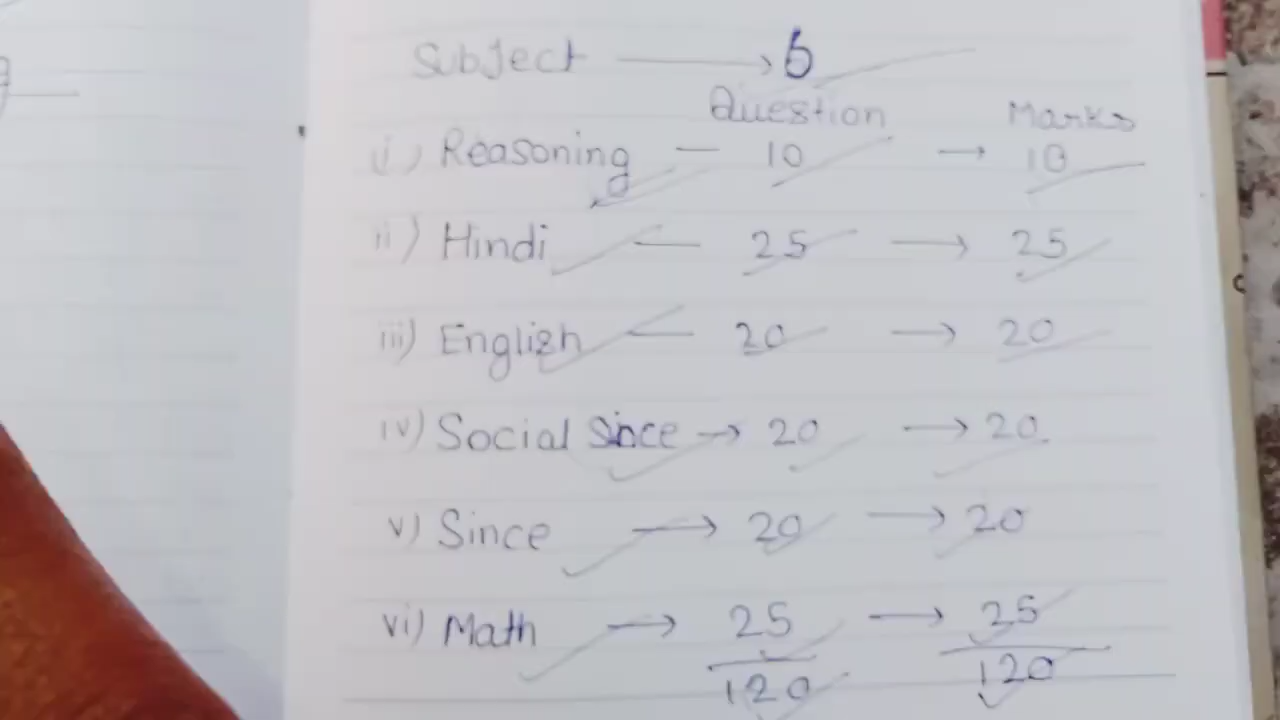 Subject → 6
Question Marks
i) Reasoning — 10 → 10
ii) Hindi — 25 → 25
iii) English — 20 → 20
iv) Social Since → 20 → 20
v) Since → 20 → 20
vi) Math → 25 → 25
120 120